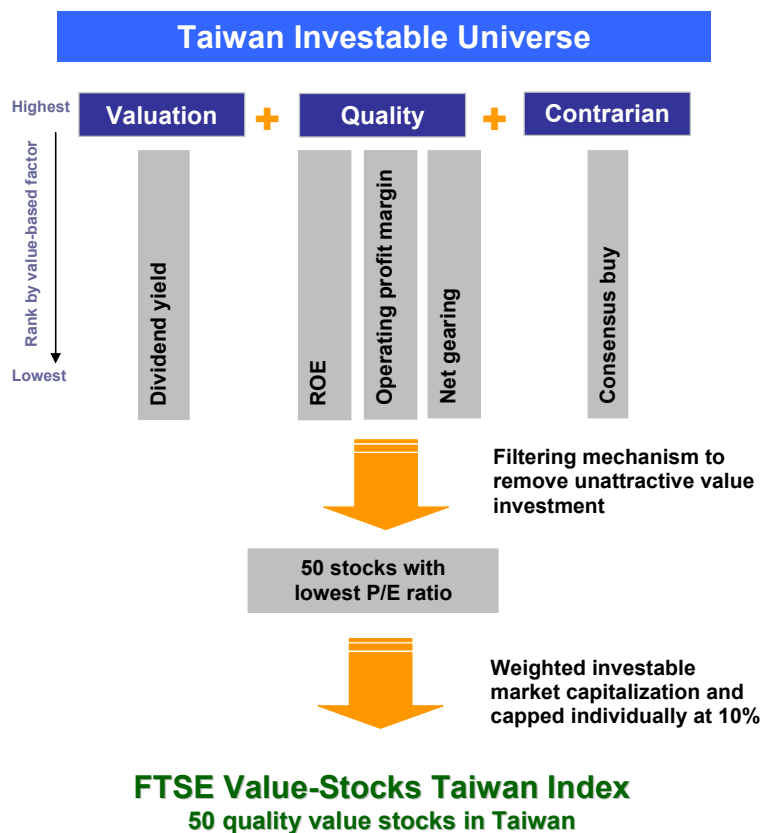 Taiwan Investable Universe
Highest
Valuation + Quality + Contrarian
Rank by value-based factor
Lowest
Dividend yield
ROE
Operating profit margin
Net gearing
Consensus buy
Filtering mechanism to
remove unattractive value
investment
50 stocks with
lowest P/E ratio
Weighted investable
market capitalization and
capped individually at 10%
FTSE Value-Stocks Taiwan Index
50 quality value stocks in Taiwan